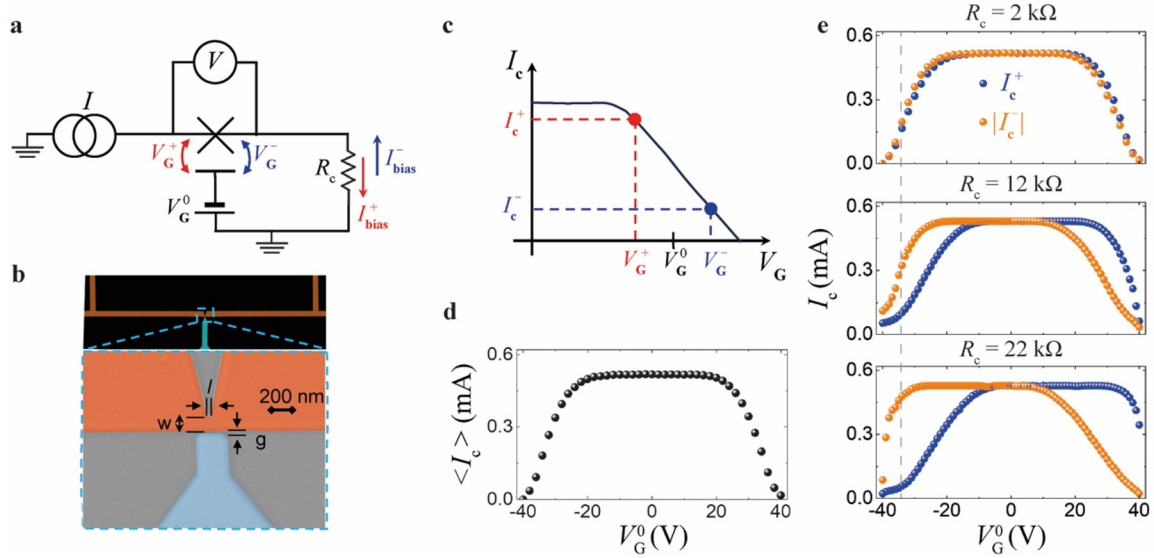 a
I
V
V_G^+
V_G^-
V_G^0
R_c
I_bias^-
I_bias^+
b
l
200 nm
w
g
c
I_c
I_c^+
I_c^-
V_G^+
V_G^0
V_G^-
V_G
d
<I_c> (mA)
0.6
0.3
0.0
-40 -20 0 20 40
V_G^0 (V)
e
R_c = 2 kΩ
0.6
0.3
0.0
I_c^+
|I_c^-|
R_c = 12 kΩ
0.6
0.3
0.0
I_c (mA)
R_c = 22 kΩ
0.6
0.3
0.0
-40 -20 0 20 40
V_G^0 (V)